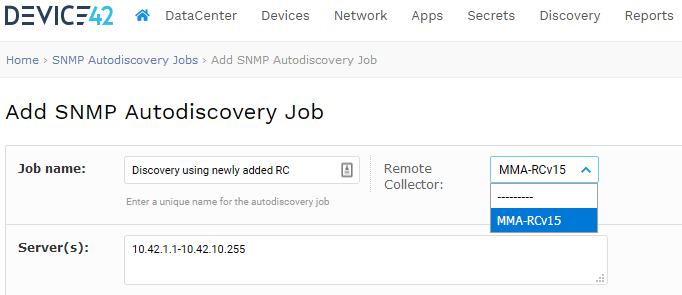 DEVICE42 DataCenter Devices Network Apps Secrets Discovery Reports
Home › SNMP Autodiscovery Jobs › Add SNMP Autodiscovery Job
Add SNMP Autodiscovery Job
Job name: Discovery using newly added RC
Enter a unique name for the autodiscovery job
Remote
Collector:
MMA-RCv15
---------
MMA-RCv15
Server(s): 10.42.1.1-10.42.10.255